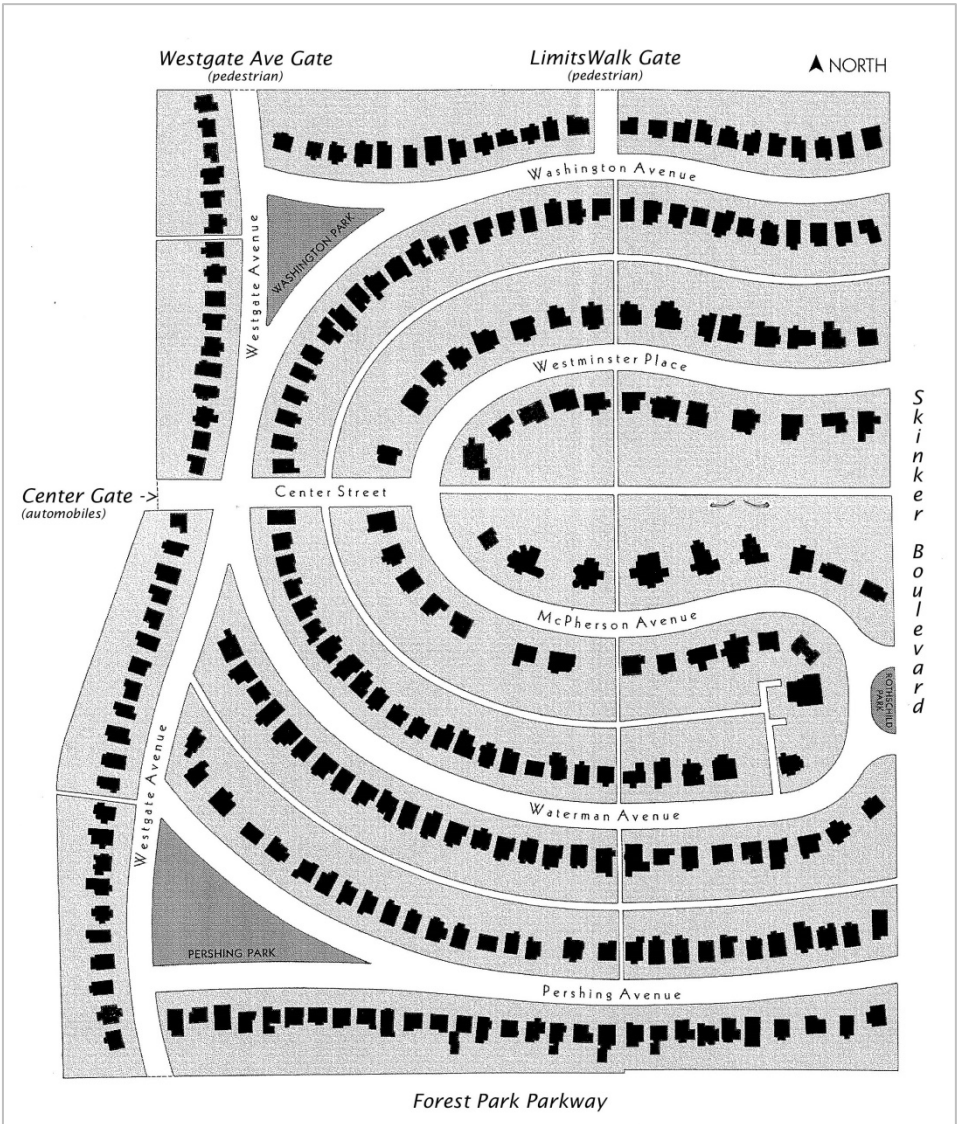 Westgate Ave Gate
(pedestrian)
LimitsWalk Gate
(pedestrian)
NORTH
Washington Avenue
WASHINGTON PARK
Westgate Avenue
Westminster Place
Skinker Boulevard
Center Gate ->
(automobiles)
Center Street
McPherson Avenue
ROTHSCHILD
PARK
Westgate Avenue
Waterman Avenue
PERSHING PARK
Pershing Avenue
Forest Park Parkway